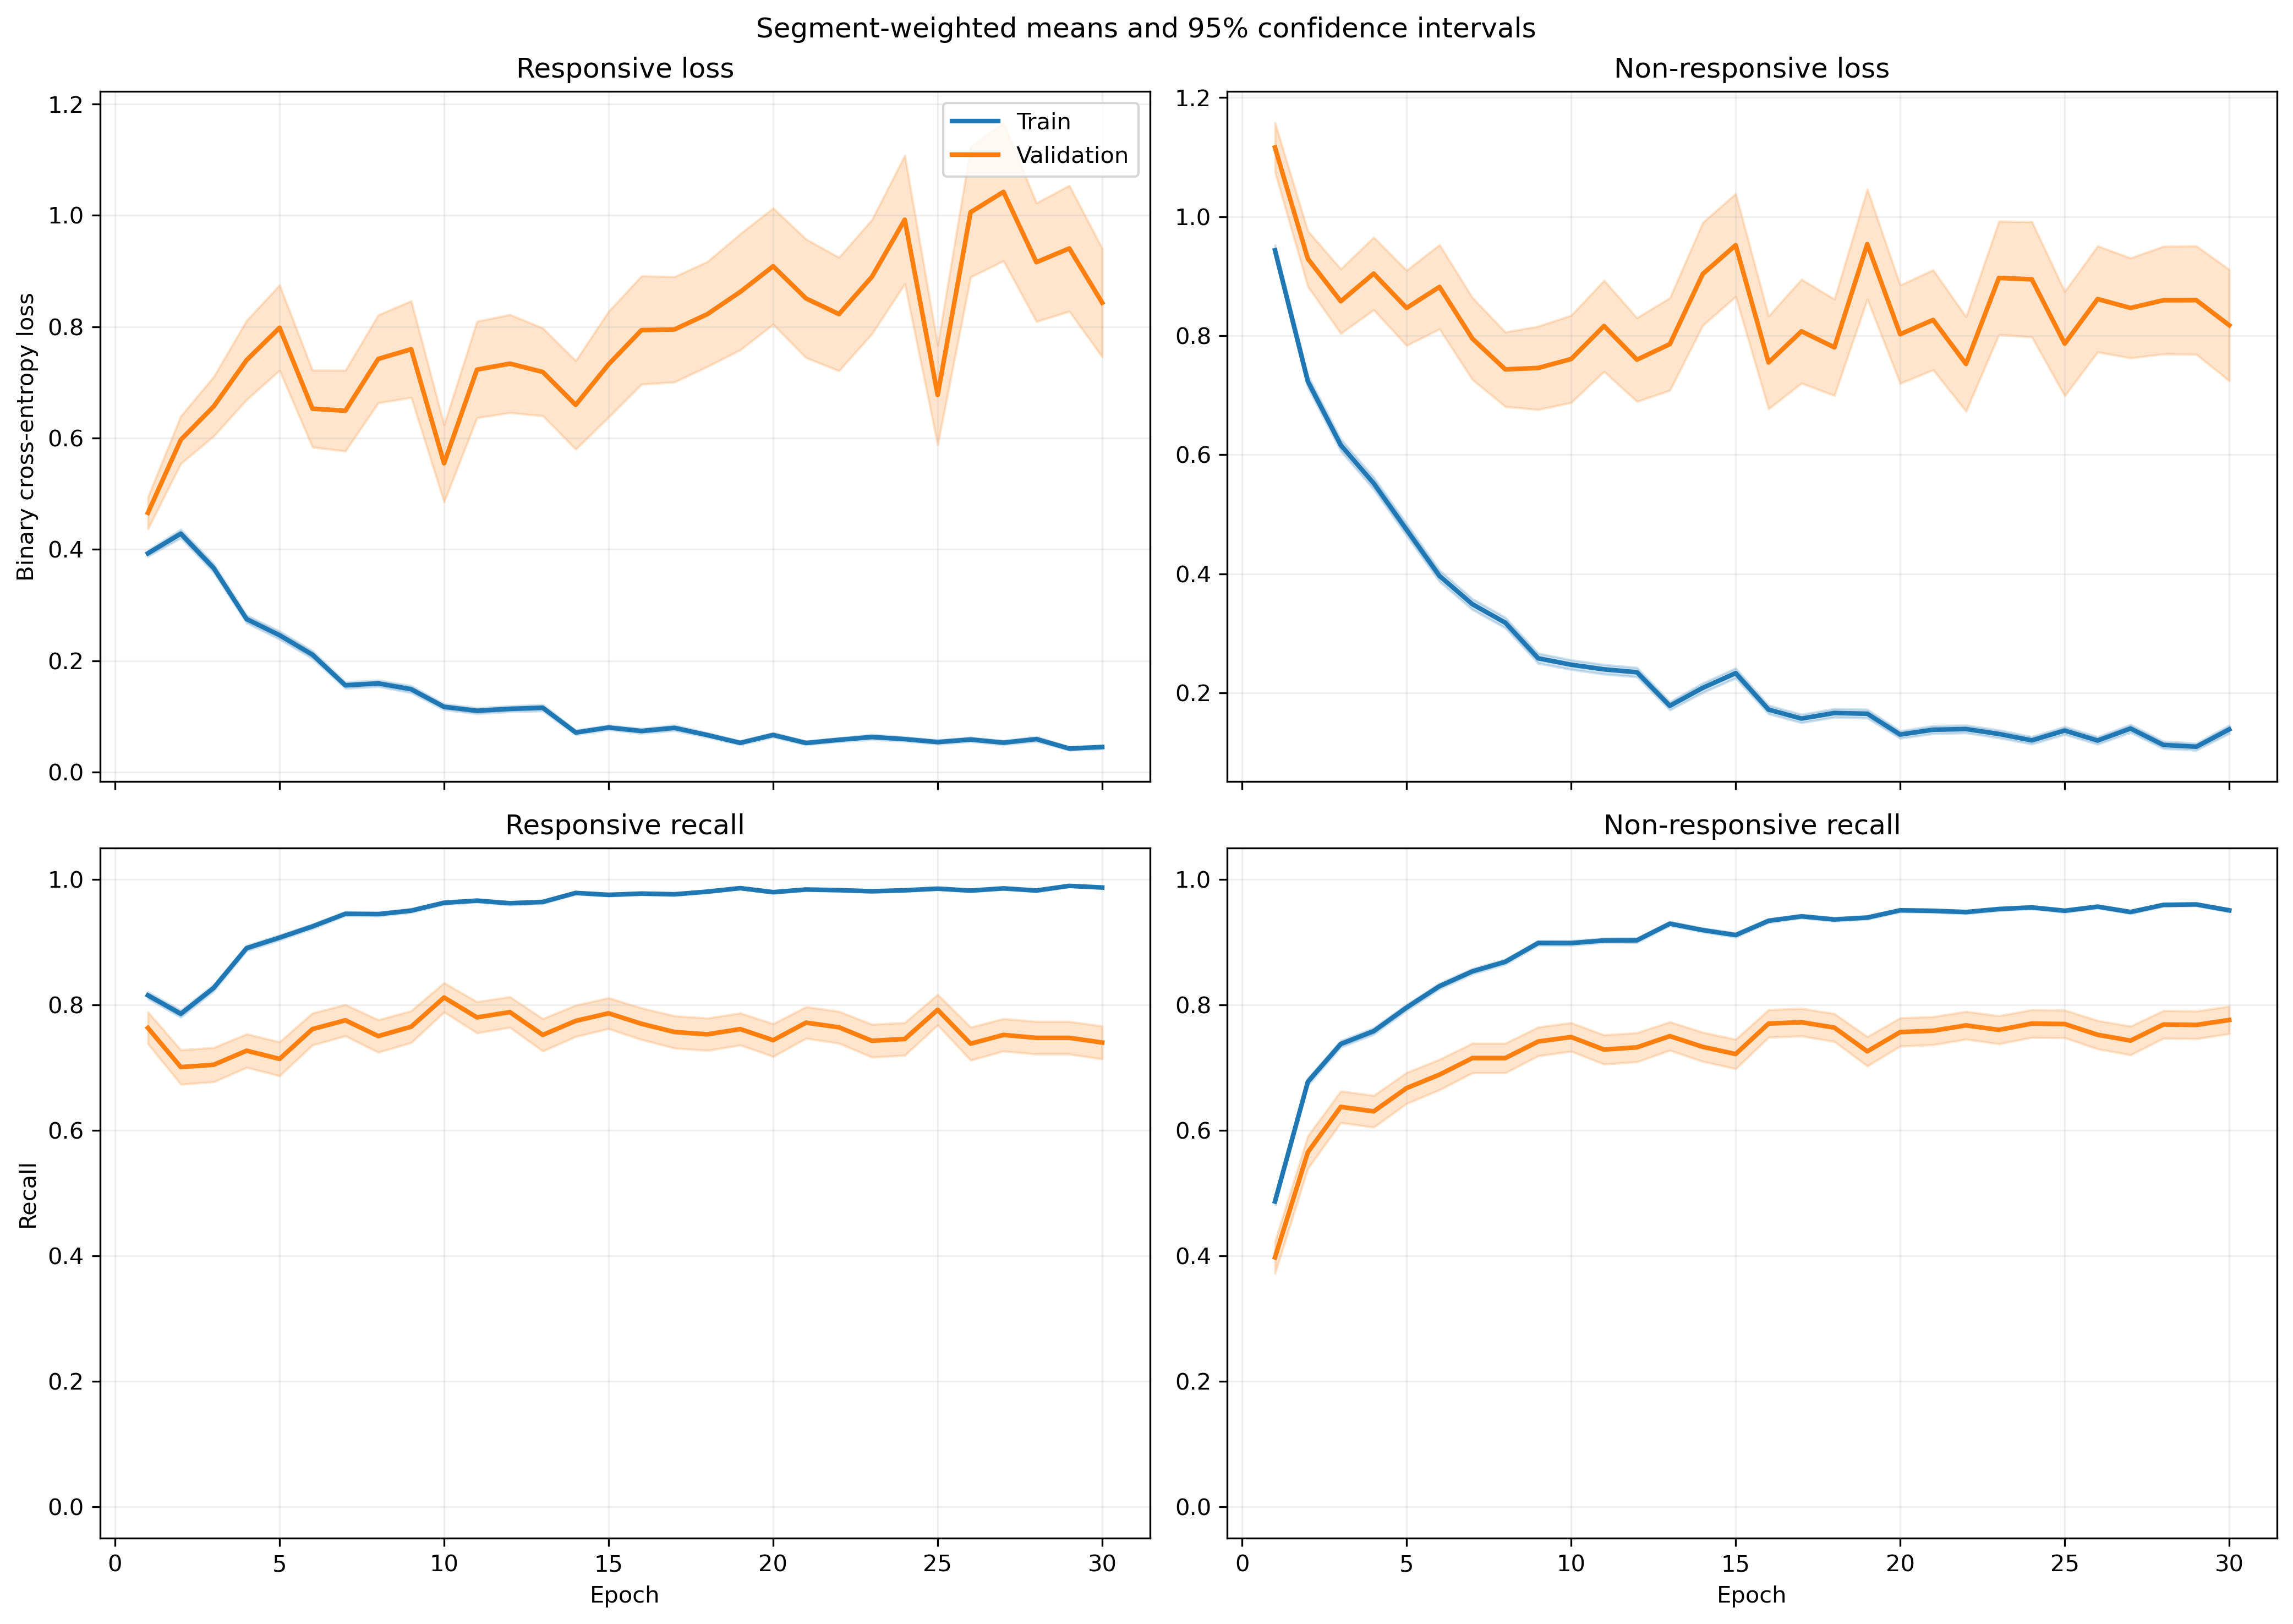 Segment-weighted means and 95% confidence intervals
Responsive loss
Non-responsive loss
Train
Validation
Binary cross-entropy loss
1.2
1.0
0.8
0.6
0.4
0.2
0.0
1.2
1.0
0.8
0.6
0.4
0.2
Responsive recall
Non-responsive recall
Recall
1.0
0.8
0.6
0.4
0.2
0.0
1.0
0.8
0.6
0.4
0.2
0.0
0 5 10 15 20 25 30
0 5 10 15 20 25 30
Epoch
Epoch